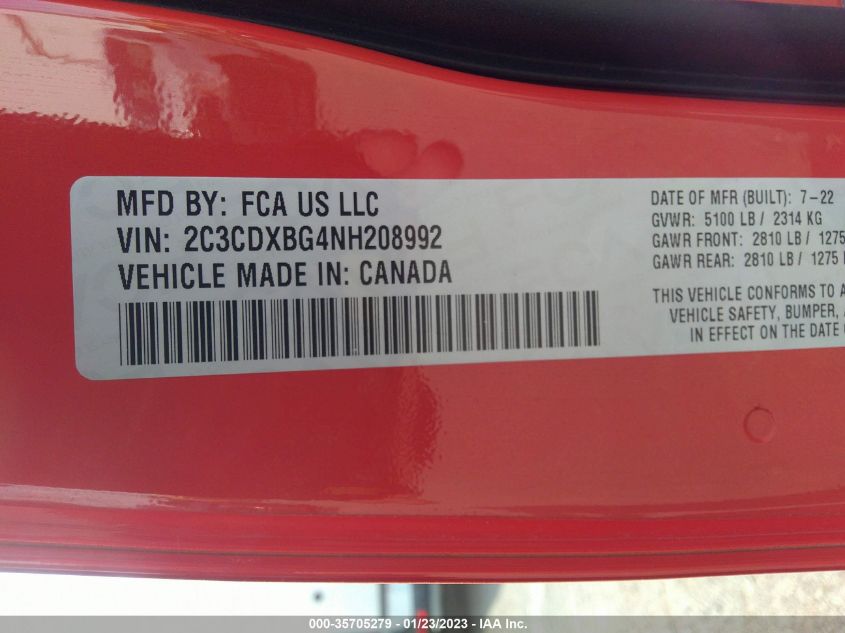 MFD BY: FCA US LLC
VIN: 2C3CDXBG4NH208992
VEHICLE MADE IN: CANADA
DATE OF MFR (BUILT): 7-22
GVWR: 5100 LB / 2314 KG
GAWR FRONT: 2810 LB / 1275
GAWR REAR: 2810 LB / 1275
THIS VEHICLE CONFORMS TO A
VEHICLE SAFETY, BUMPER,
IN EFFECT ON THE DATE
000-35705279 - 01/23/2023 - IAA Inc.